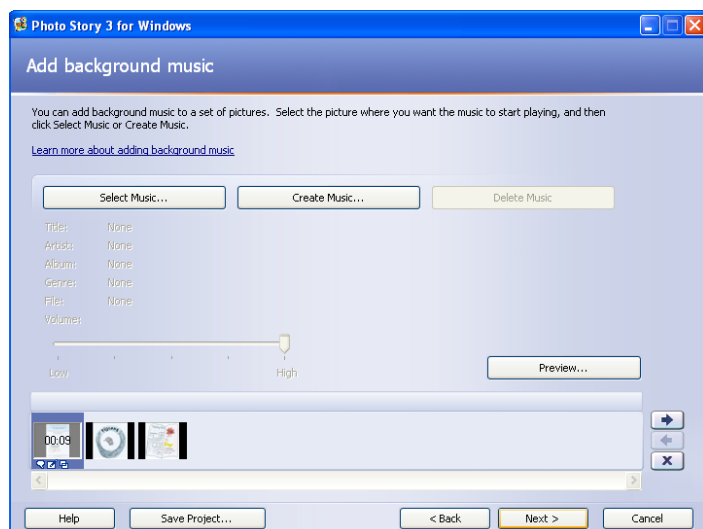 Photo Story 3 for Windows
Add background music
You can add background music to a set of pictures. Select the picture where you want the music to start playing, and then
click Select Music or Create Music.
Learn more about adding background music
Select Music...
Create Music...
Delete Music
Title: None
Artist: None
Album: None
Genre: None
File: None
Volume:
Low
High
Preview...
00:09
Help
Save Project...
< Back
Next >
Cancel